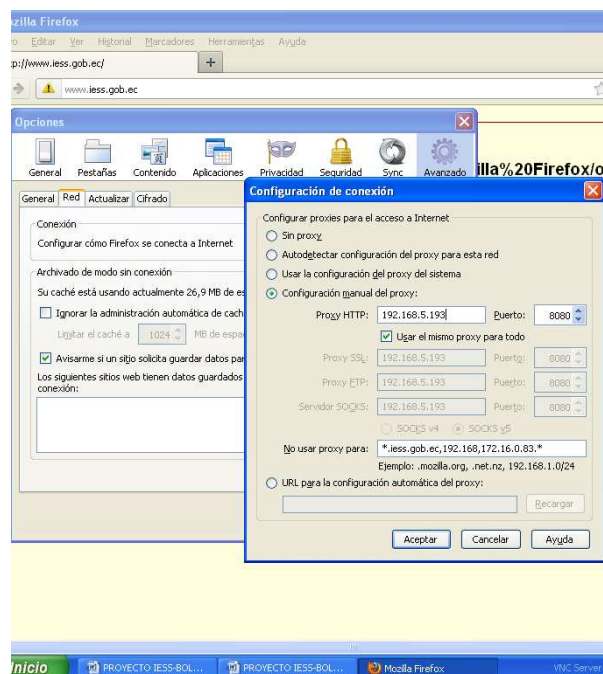 ozilla Firefox
Editar Ver Historial Marcadores Herramientas Ayuda
tp://www.iess.gob.ec/ +
www.iess.gob.ec
Opciones
illa%20Firefox/o
General Pestañas Contenido Aplicaciones Privacidad Seguridad Sync Avanzado
General Red Actualizar Cifrado
Conexión
Configurar cómo Firefox se conecta a Internet
Archivado de modo sin conexión
Su caché está usando actualmente 26,9 MB de es
Ignorar la administración automática de cach
Limitar el caché a 1024 MB de espa
Avisarme si un sitio solicita guardar datos par
Los siguientes sitios web tienen datos guardados
conexión:
Configuración de conexión
Configurar proxies para el acceso a Internet
Sin proxy
Autodetectar configuración del proxy para esta red
Usar la configuración del proxy del sistema
Configuración manual del proxy:
Proxy HTTP: 192.168.5.193 Puerto: 8080
Usar el mismo proxy para todo
Proxy SSL: 192.168.5.193 Puerto: 8080
Proxy FTP: 192.168.5.193 Puerto: 8080
Servidor SOCKS: 192.168.5.193 Puerto: 8080
SOCKS v4 SOCKS v5
No usar proxy para: *.iess.gob.ec,192.168,172.16.0.83.*
Ejemplo: .mozilla.org, .net.nz, 192.168.1.0/24
URL para la configuración automática del proxy:
Recargar
Aceptar Cancelar Ayuda
Inicio PROYECTO IESS-BOL... PROYECTO IESS-BOL... Mozilla Firefox VNC Server